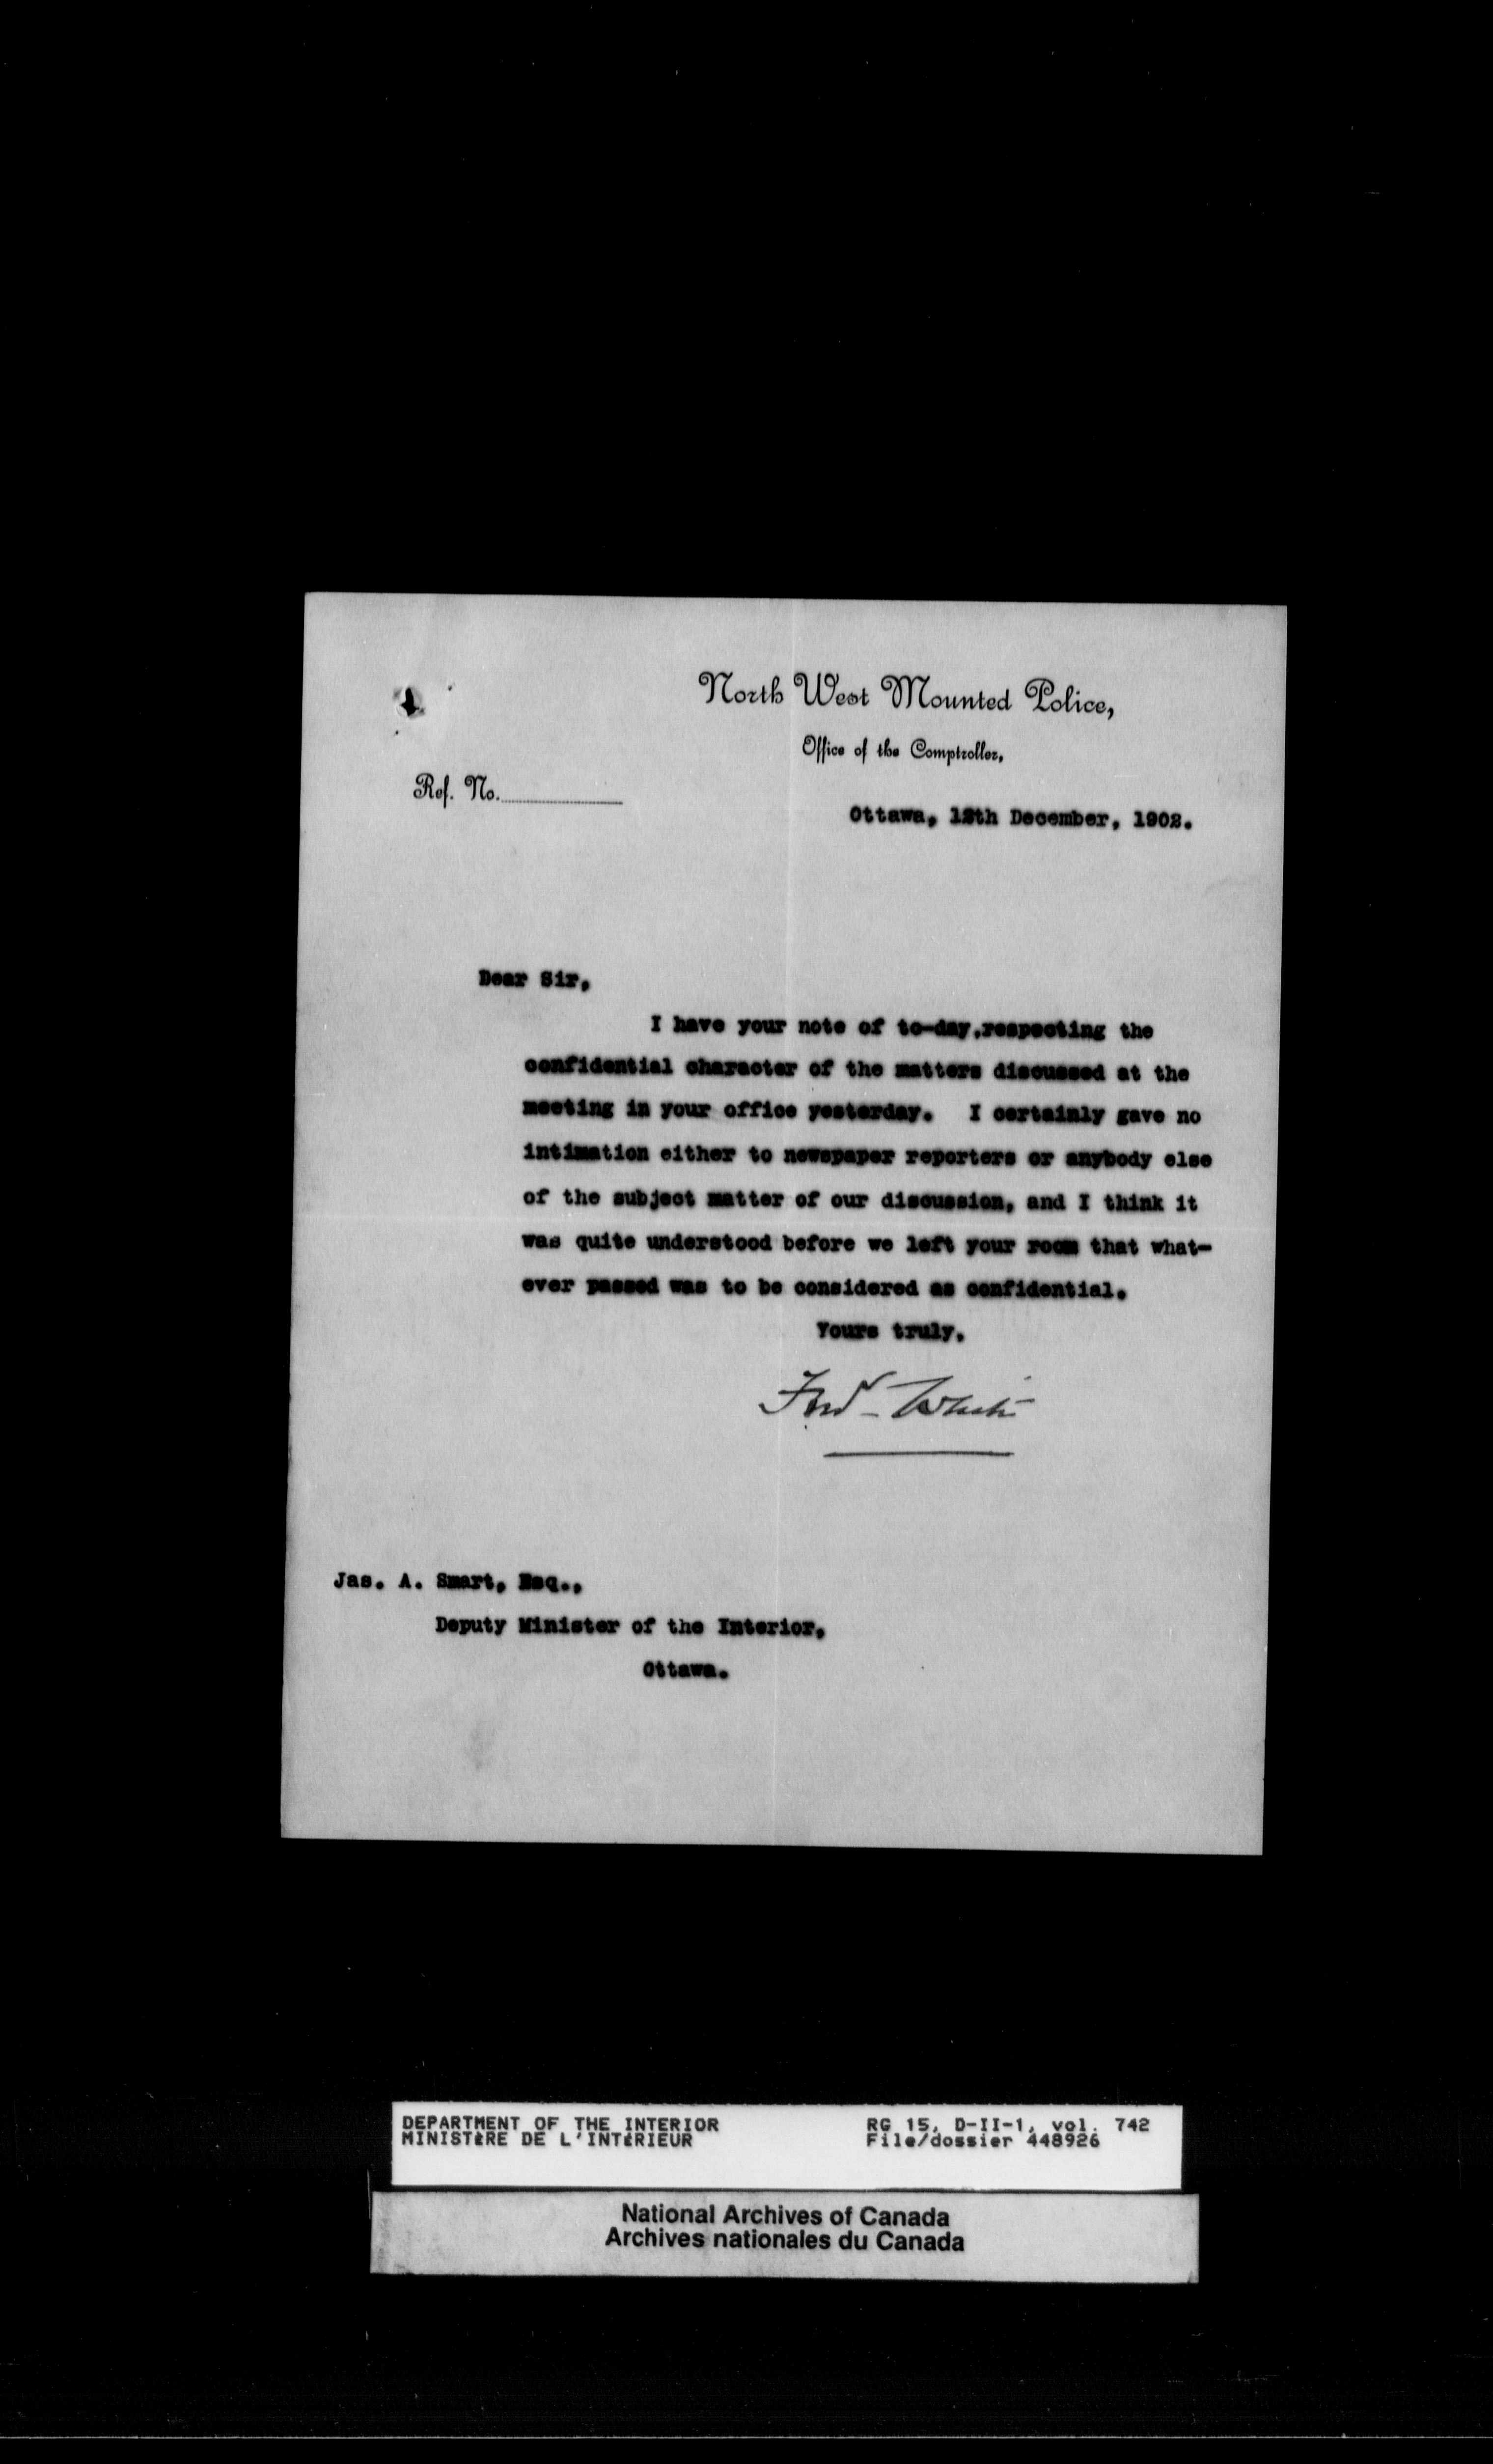 North West Mounted Police,
Office of the Comptroller,
Ref. No.
Ottawa, 12th December, 1902.
Dear Sir,
I have your note of to-day,respecting the
confidential character of the matters discussed at the
meeting in your office yesterday. I certainly gave no
intimation either to newspaper reporters or anybody else
of the subject matter of our discussion, and I think it
was quite understood before we left your room that what-
ever passed was to be considered as confidential.
Yours truly,
Fred White
Jas. A. Smart, Esq.,
Deputy Minister of the Interior,
Ottawa.
DEPARTMENT OF THE INTERIOR RG 15, D-II-1, vol. 742
MINISTÈRE DE L'INTÉRIEUR File/dossier 448926
National Archives of Canada
Archives nationales du Canada